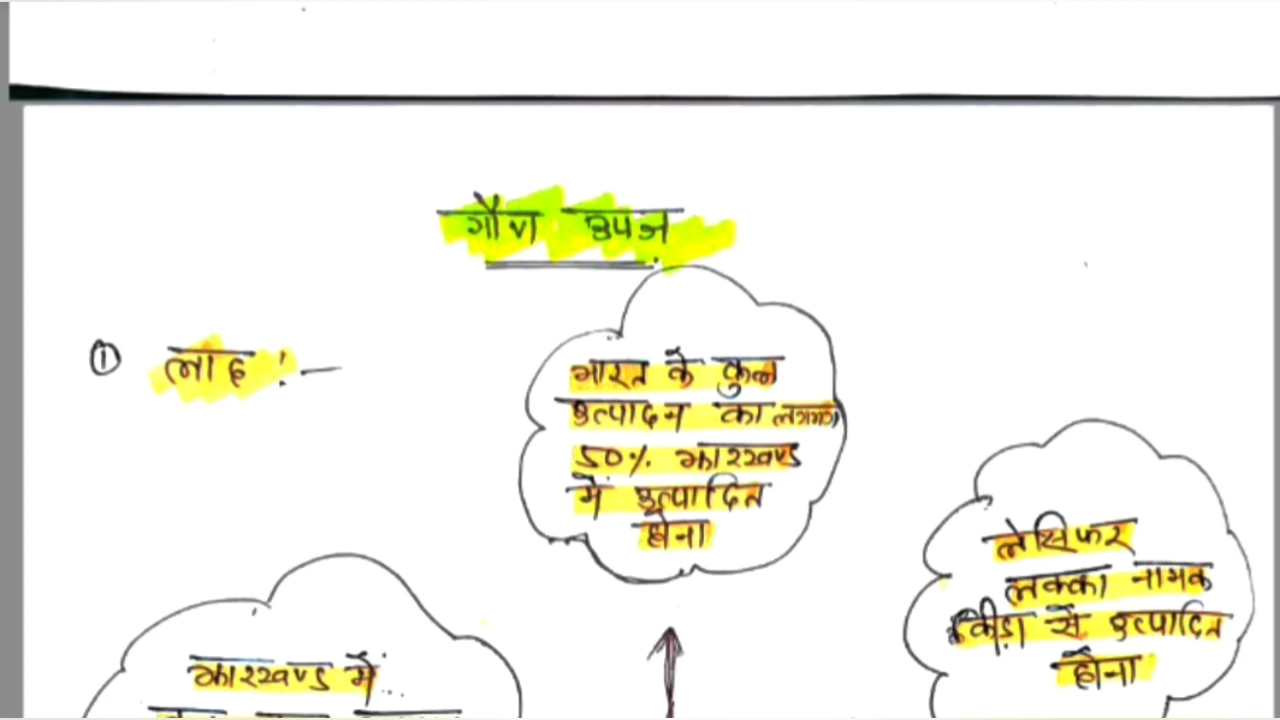 गौण उपज
① लाह :—
भारत के कुल
उत्पादन का लगभग
50% झारखण्ड
में उत्पादित
होना
लेसिफर
लक्का नामक
कीड़ा से उत्पादित
होना
झारखण्ड में